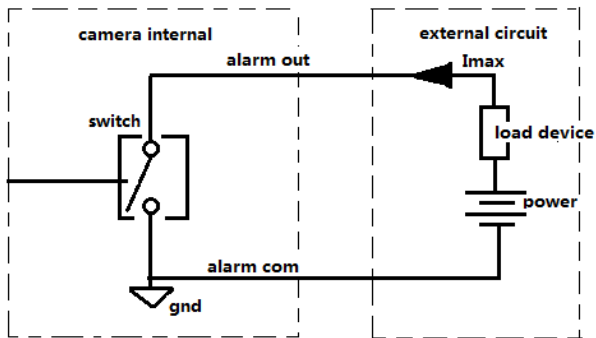 camera internal
external circuit
alarm out
Imax
switch
load device
power
alarm com
gnd